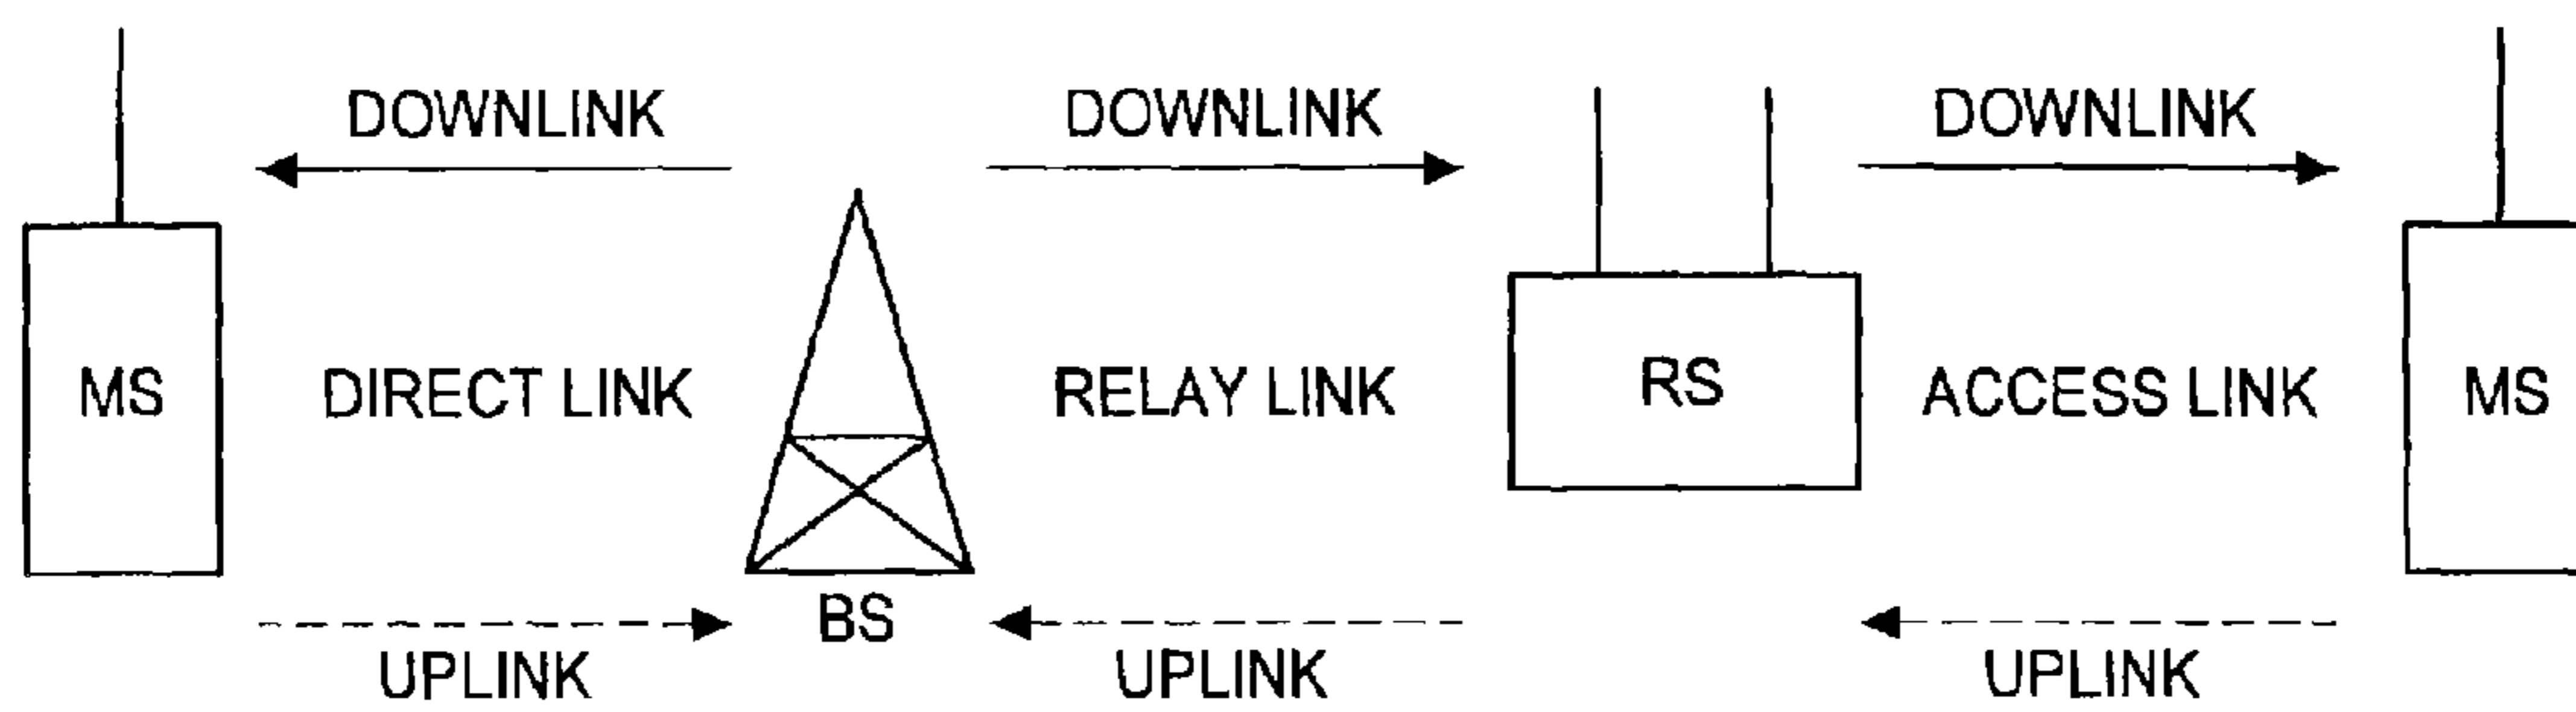 DOWNLINK DOWNLINK DOWNLINK
MS DIRECT LINK RELAY LINK RS ACCESS LINK MS
BS
UPLINK UPLINK UPLINK